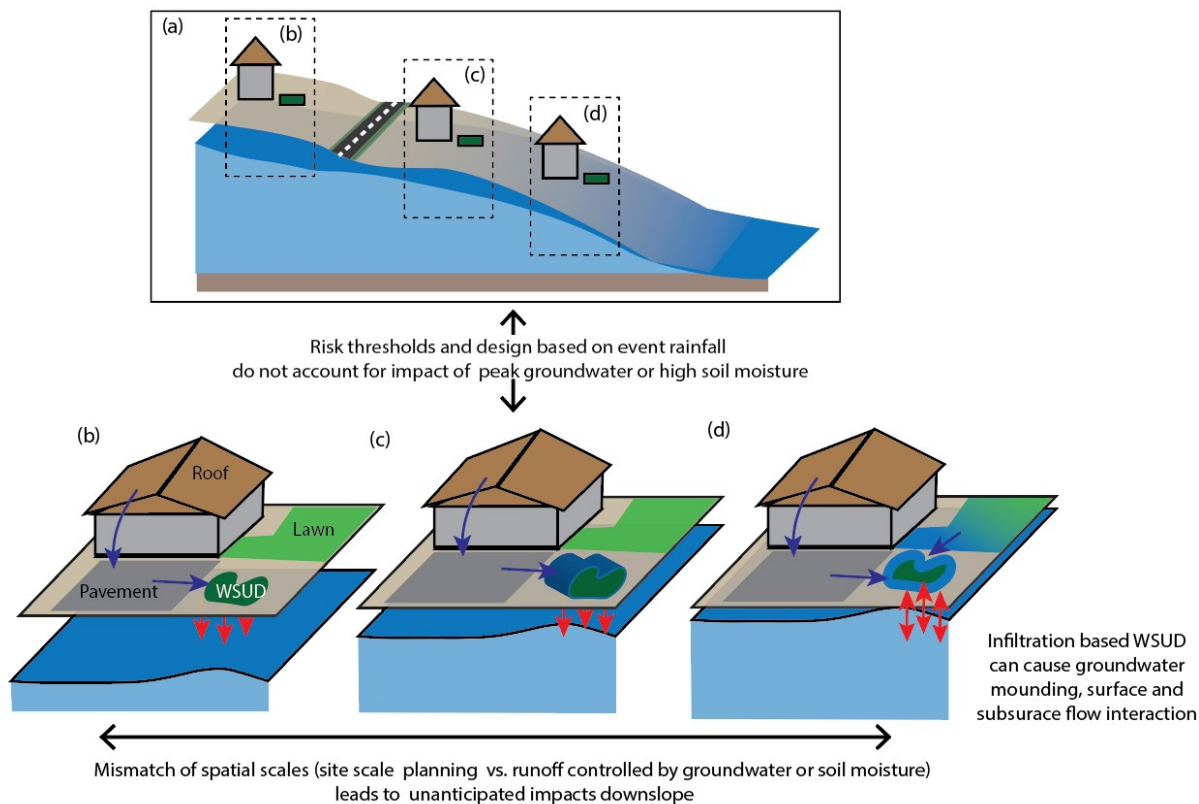 (a)
(b)
(c)
(d)
Risk thresholds and design based on event rainfall
do not account for impact of peak groundwater or high soil moisture
(b)
(c)
(d)
Roof
Lawn
Pavement
WSUD
Infiltration based WSUD
can cause groundwater
mounding, surface and
subsurace flow interaction
Mismatch of spatial scales (site scale planning vs. runoff controlled by groundwater or soil moisture)
leads to unanticipated impacts downslope